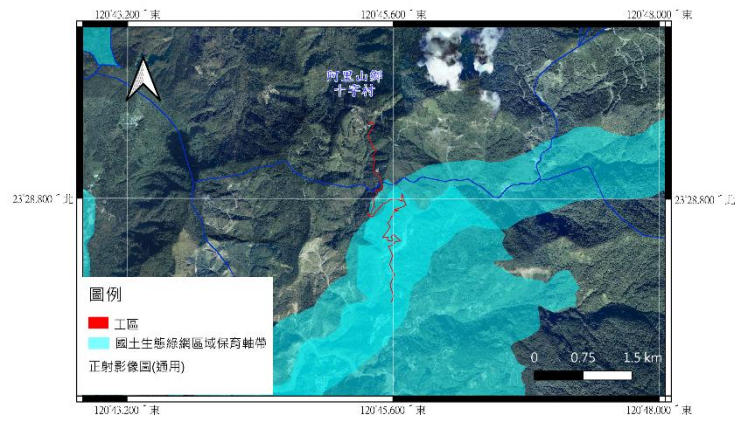 120°43.200´東 120°45.600´東 120°48.000´東
阿里山鄉
十字村
23°28.800´北 23°28.800´北
圖例
工區
國土生態綠網區域保育軸帶
正射影像圖(通用)
0 0.75 1.5 km
120°43.200´東 120°45.600´東 120°48.000´東